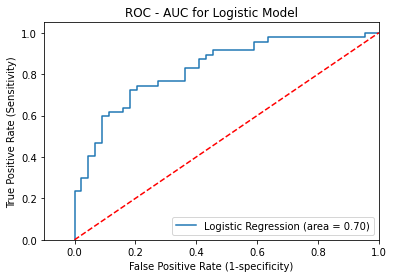 ROC - AUC for Logistic Model
True Positive Rate (Sensitivity)
1.0
0.8
0.6
0.4
0.2
0.0
Logistic Regression (area = 0.70)
0.0 0.2 0.4 0.6 0.8 1.0
False Positive Rate (1-specificity)